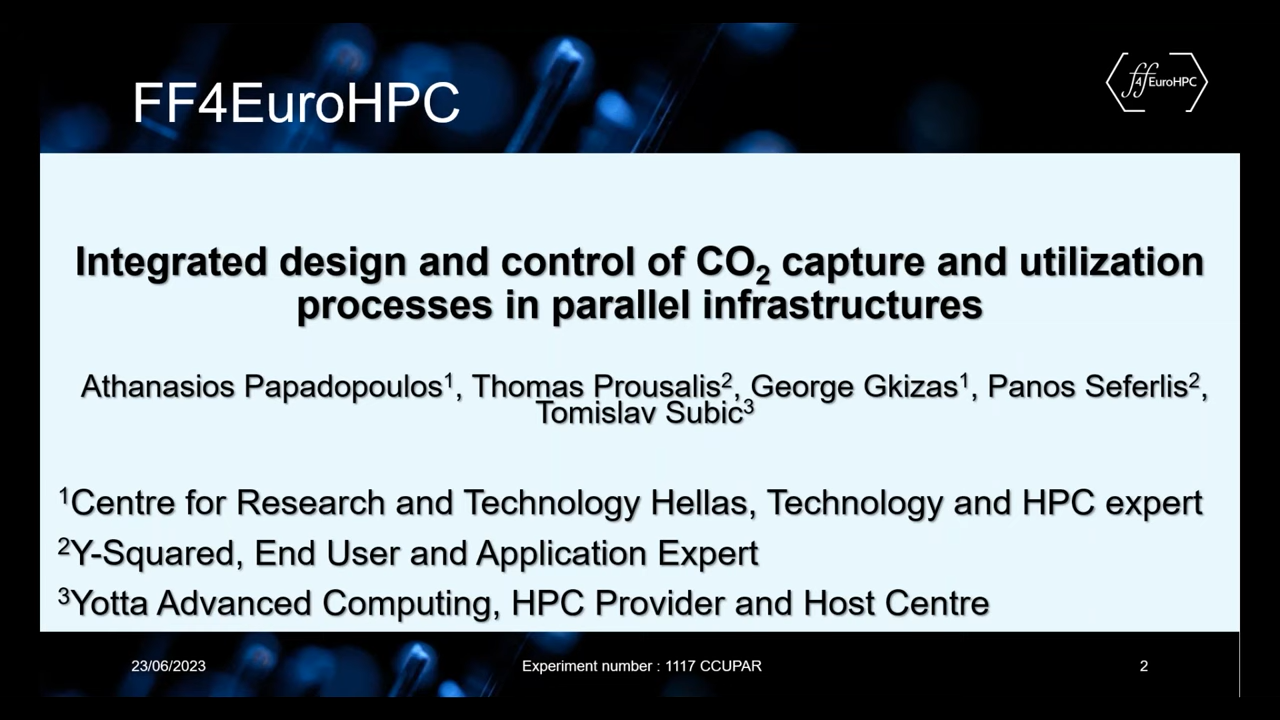 FF4EuroHPC
ff4EuroHPC
Integrated design and control of CO₂ capture and utilization
processes in parallel infrastructures
Athanasios Papadopoulos¹, Thomas Prousalis², George Gkizas¹, Panos Seferlis²,
Tomislav Subic³
¹Centre for Research and Technology Hellas, Technology and HPC expert
²Y-Squared, End User and Application Expert
³Yotta Advanced Computing, HPC Provider and Host Centre
23/06/2023
Experiment number : 1117 CCUPAR
2